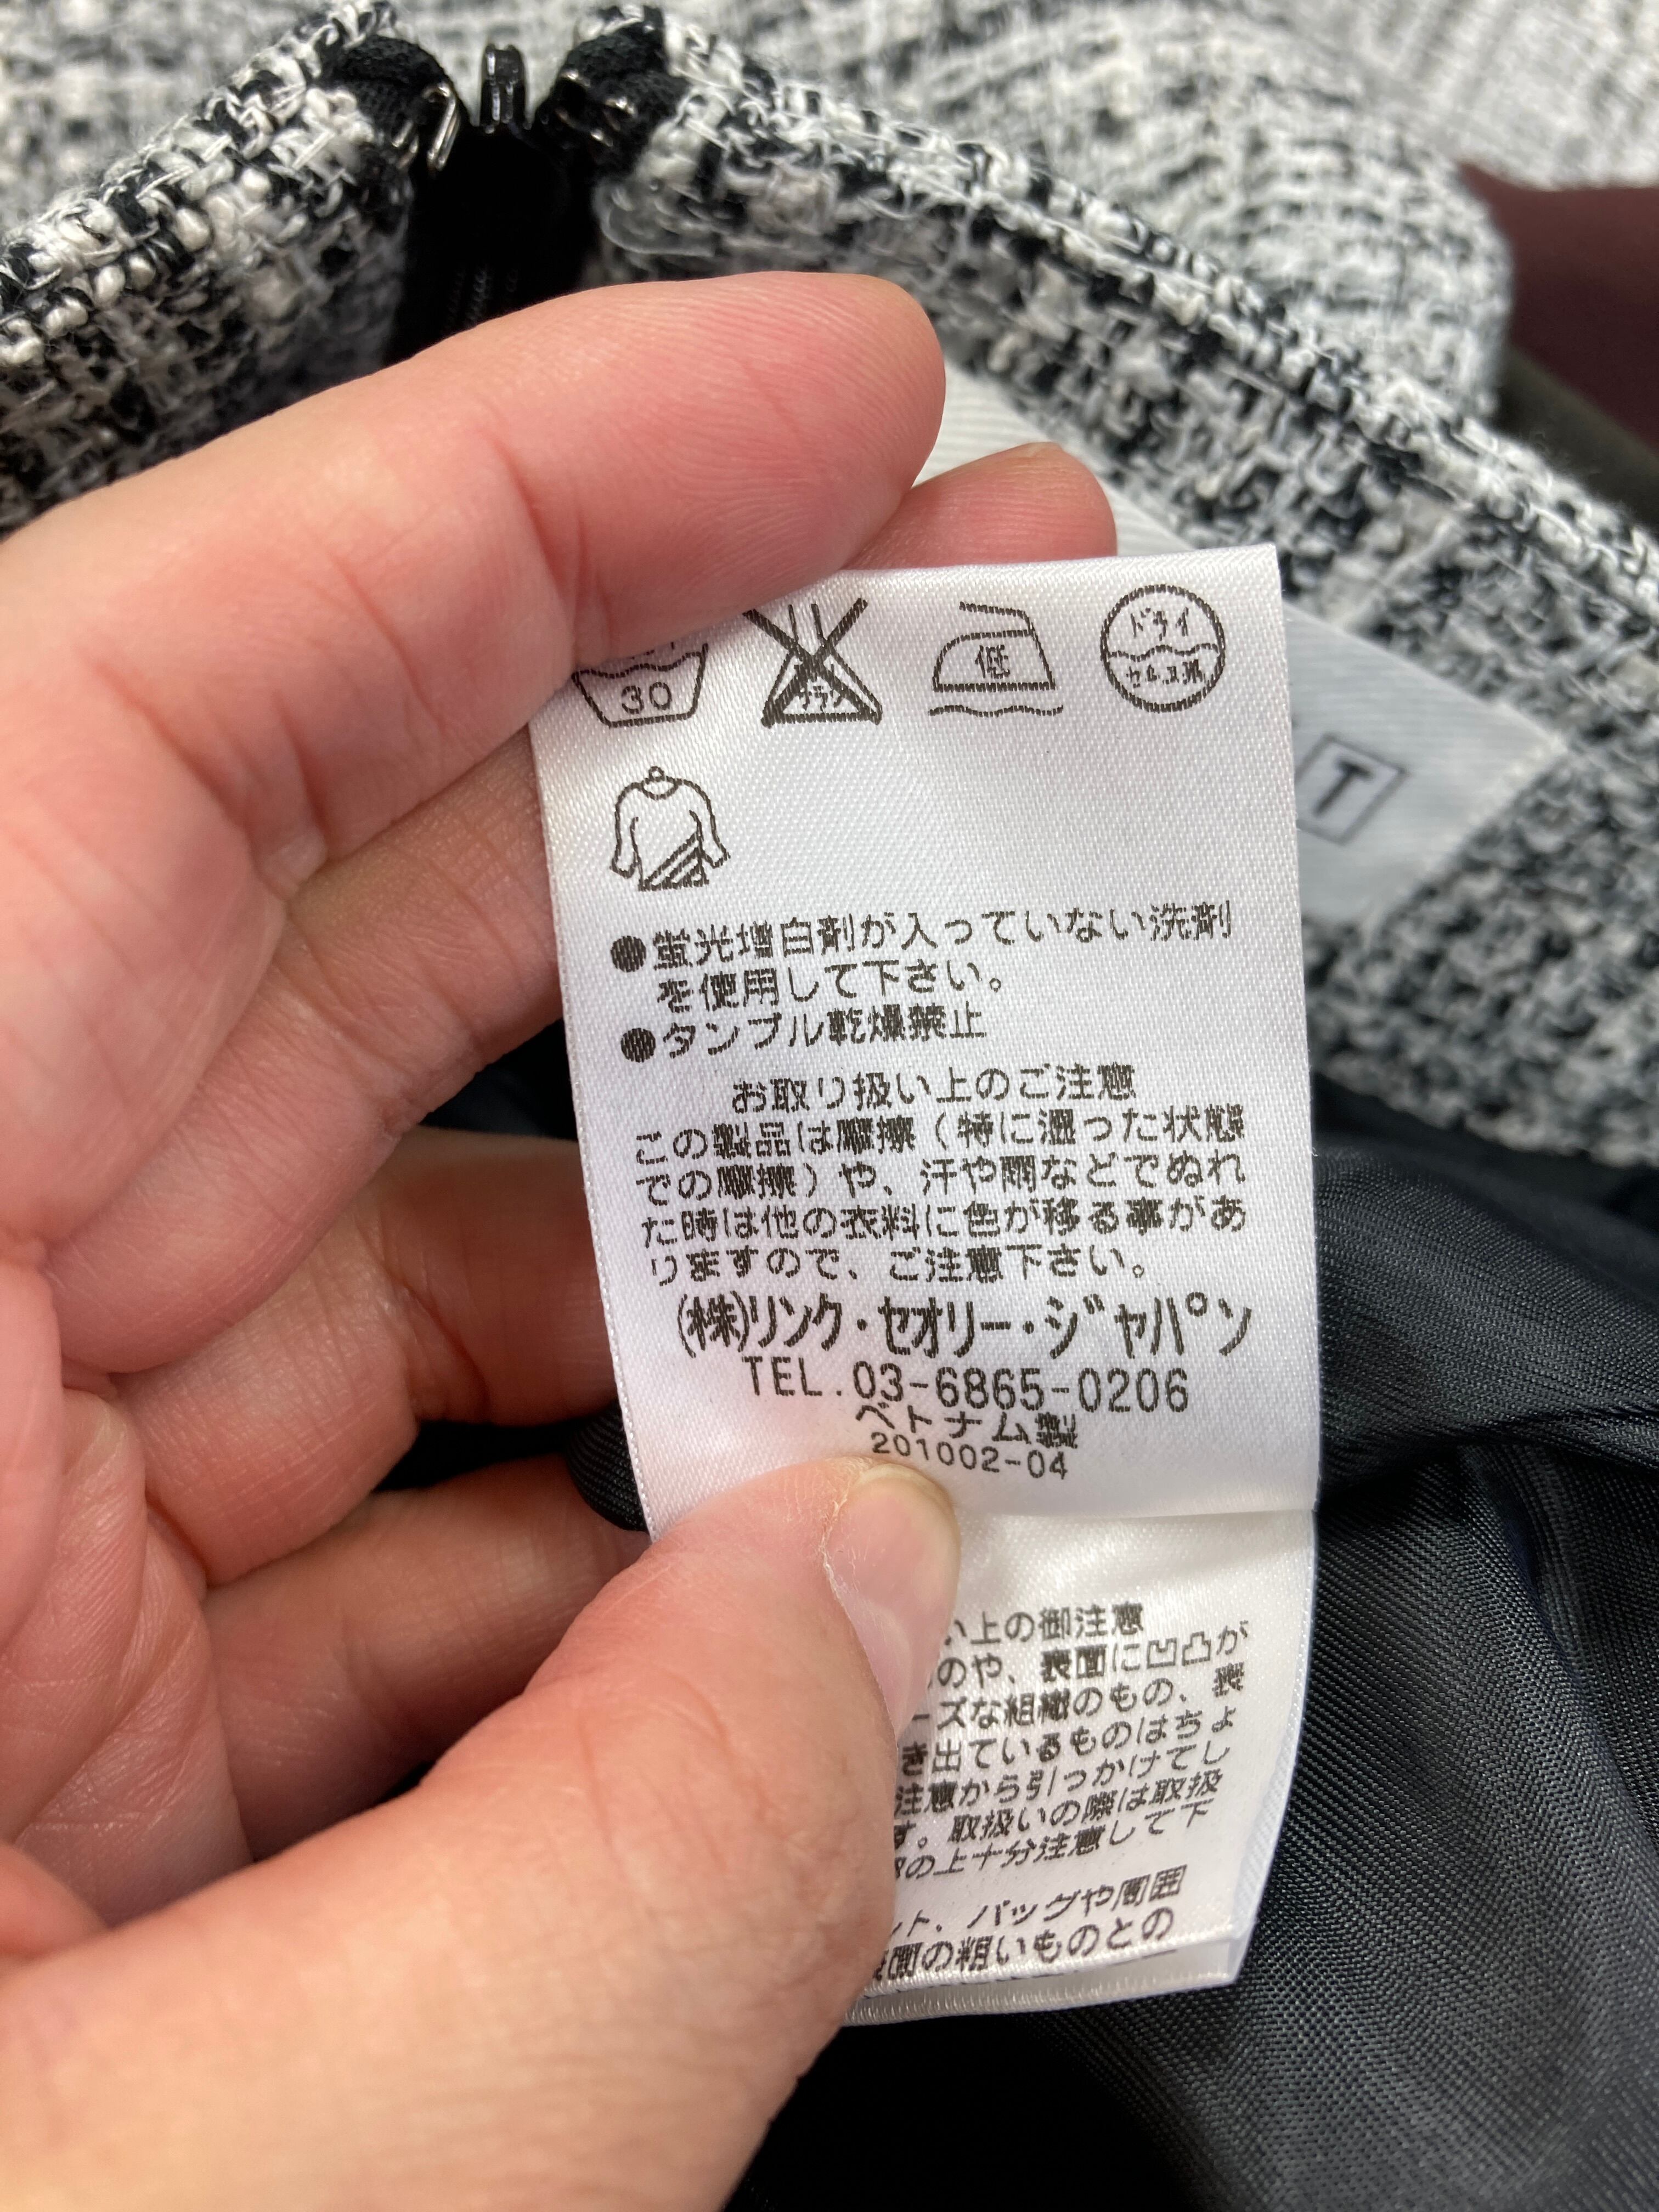 30
低
ドライ
セキユ系
T
●蛍光増白剤が入っていない洗剤
を使用して下さい。
●タンブル乾燥禁止
お取り扱い上のご注意
この製品は摩擦(特に湿った状態
での摩擦)や、汗や雨などでぬれ
た時は他の衣料に色が移る事があ
りますので、ご注意下さい。
(株)リンク・セオリー・ジャパン
TEL.03-6865-0206
ベトナム製
201002-04
い上の御注意
のや、表面に凹凸が
ーズな組織のもの、表
き出ているものはちょ
注意から引っかけてし
す。取扱いの際は取扱
の上十分注意して下
ット、バッグや周囲
表面の粗いものとの